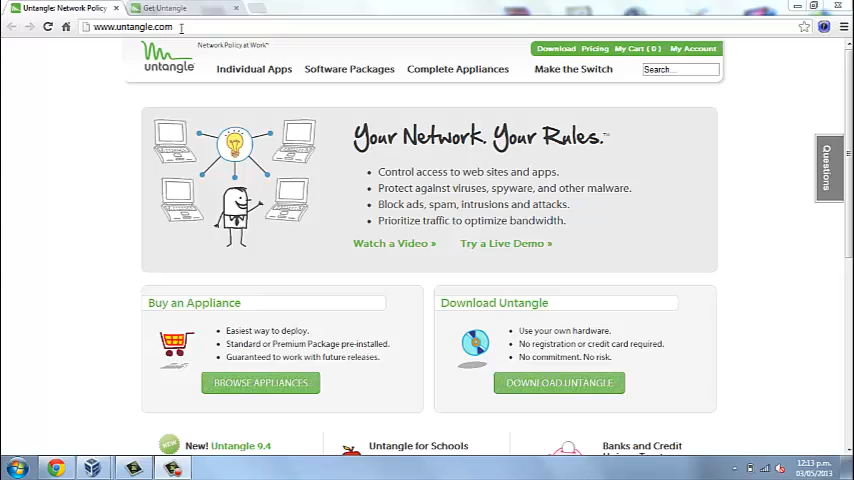 Untangle: Network Policy
Get Untangle
www.untangle.com
untangle
Network Policy at Work™
Download Pricing My Cart ( 0 ) My Account
Individual Apps Software Packages Complete Appliances Make the Switch
Search...
Your Network. Your Rules.™
Control access to web sites and apps.
Protect against viruses, spyware, and other malware.
Block ads, spam, intrusions and attacks.
Prioritize traffic to optimize bandwidth.
Watch a Video » Try a Live Demo »
Questions
Buy an Appliance
Easiest way to deploy.
Standard or Premium Package pre-installed.
Guaranteed to work with future releases.
BROWSE APPLIANCES
Download Untangle
Use your own hardware.
No registration or credit card required.
No commitment. No risk.
DOWNLOAD UNTANGLE
NEW
New! Untangle 9.4
Untangle for Schools
Banks and Credit
12:13 p.m.
03/05/2013